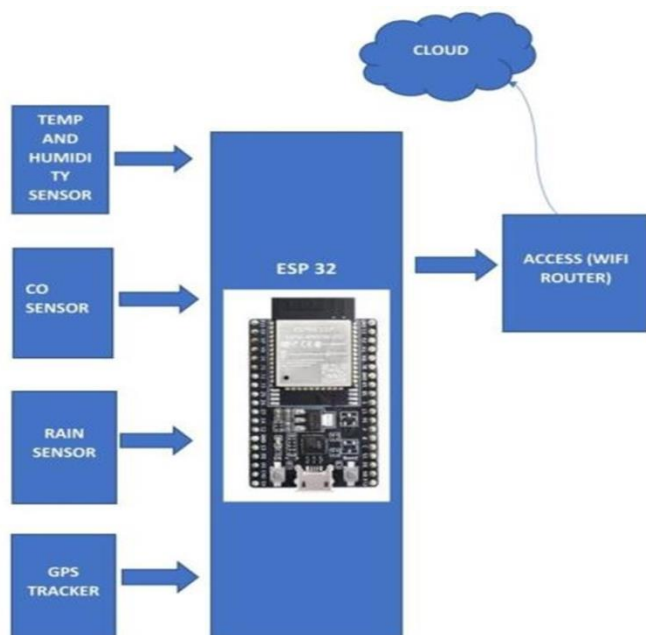 CLOUD
TEMP
AND
HUMIDI
TY
SENSOR
ESP 32
ACCESS (WIFI
ROUTER)
CO
SENSOR
RAIN
SENSOR
GPS
TRACKER